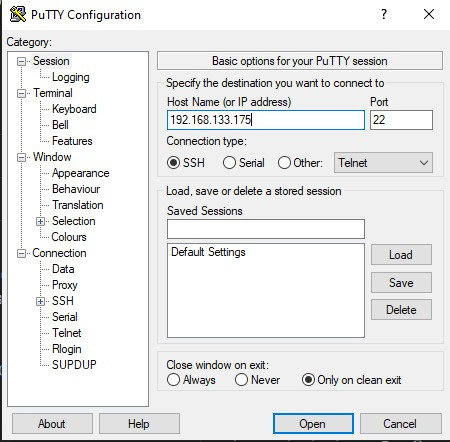 PuTTY Configuration
?
Category:
Session
Logging
Terminal
Keyboard
Bell
Features
Window
Appearance
Behaviour
Translation
Selection
Colours
Connection
Data
Proxy
SSH
Serial
Telnet
Rlogin
SUPDUP
Basic options for your PuTTY session
Specify the destination you want to connect to
Host Name (or IP address) Port
192.168.133.175 22
Connection type:
SSH Serial Other: Telnet
Load, save or delete a stored session
Saved Sessions
Default Settings
Load
Save
Delete
Close window on exit:
Always Never Only on clean exit
About Help Open Cancel